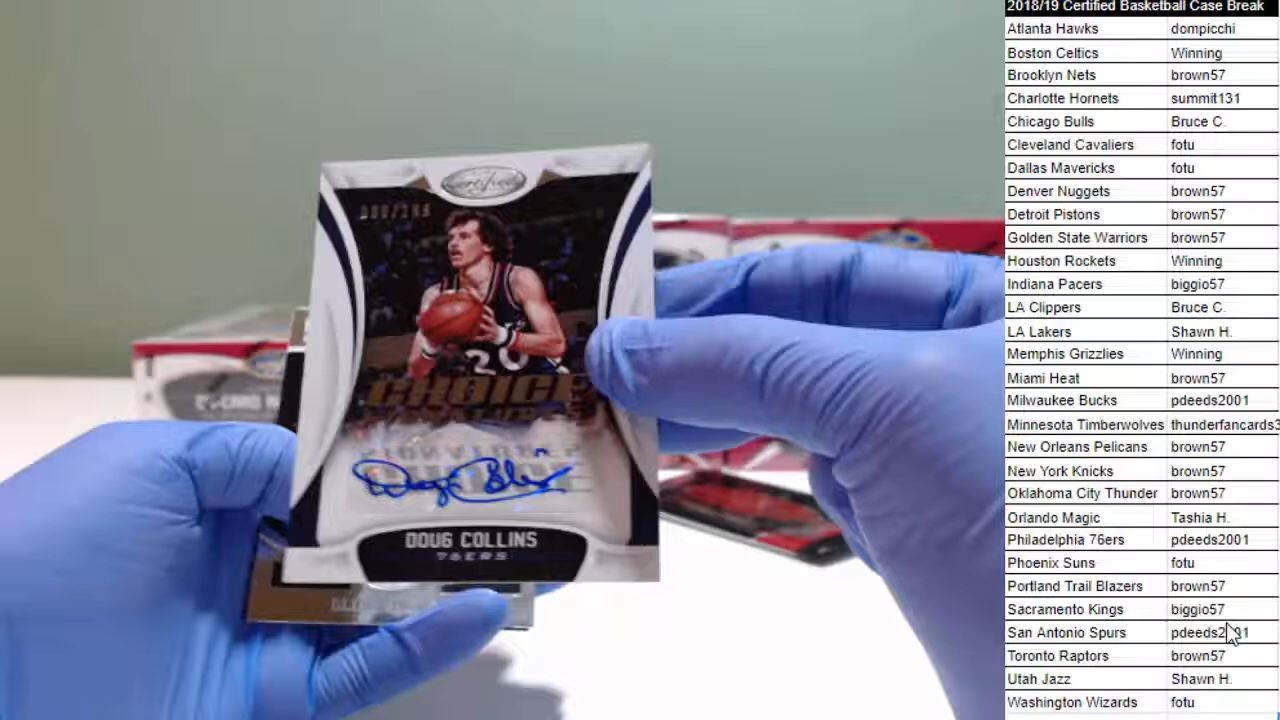 Certified
CHOICE
SIGNATURES
DOUG COLLINS
76ERS
20
2018/19 Certified Basketball Case Break
Atlanta Hawks dompicchi
Boston Celtics Winning
Brooklyn Nets brown57
Charlotte Hornets summit131
Chicago Bulls Bruce C.
Cleveland Cavaliers fotu
Dallas Mavericks fotu
Denver Nuggets brown57
Detroit Pistons brown57
Golden State Warriors brown57
Houston Rockets Winning
Indiana Pacers biggio57
LA Clippers Bruce C.
LA Lakers Shawn H.
Memphis Grizzlies Winning
Miami Heat brown57
Milwaukee Bucks pdeeds2001
Minnesota Timberwolves thunderfancards3
New Orleans Pelicans brown57
New York Knicks brown57
Oklahoma City Thunder brown57
Orlando Magic Tashia H.
Philadelphia 76ers pdeeds2001
Phoenix Suns fotu
Portland Trail Blazers brown57
Sacramento Kings biggio57
San Antonio Spurs pdeeds2001
Toronto Raptors brown57
Utah Jazz Shawn H.
Washington Wizards fotu